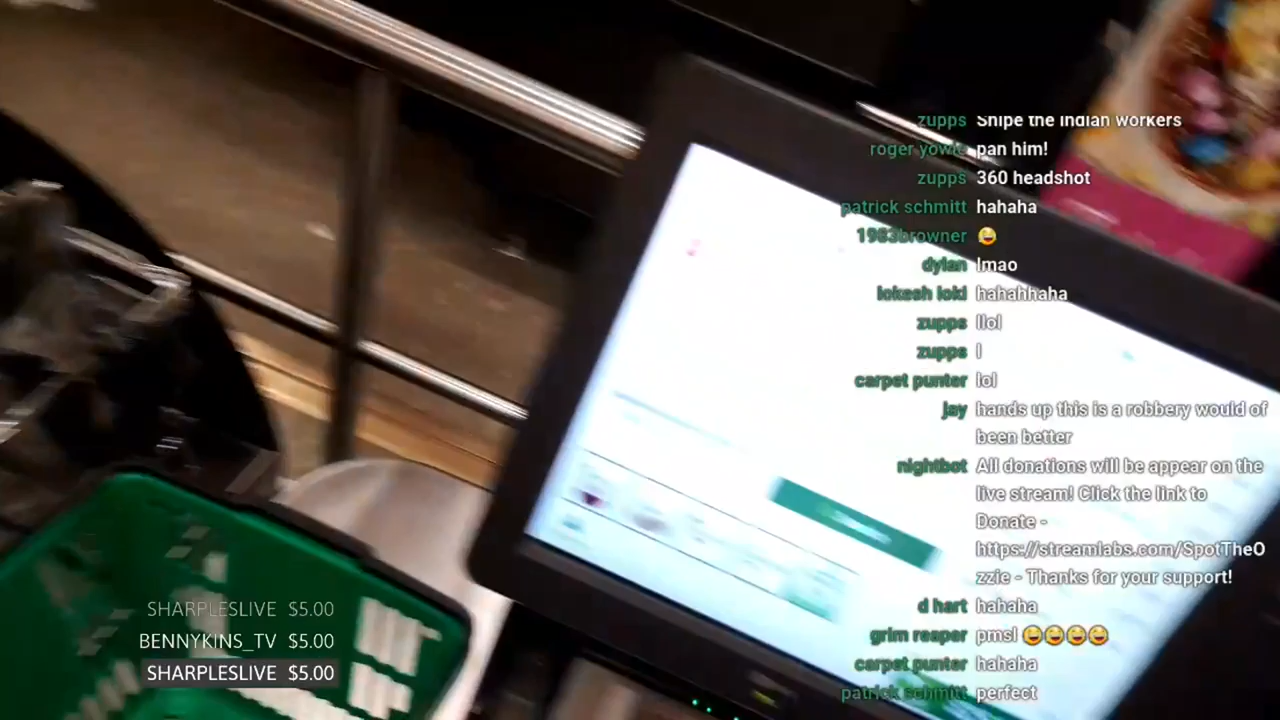 zupps Snipe the Indian workers
roger yowie pan him!
zupps 360 headshot
patrick schmitt hahaha
1983browner 😜
dylan lmao
lokesh loki hahahhaha
zupps llol
zupps l
carpet punter lol
jay hands up this is a robbery would of
been better
nightbot All donations will be appear on the
live stream! Click the link to
Donate -
https://streamlabs.com/SpotTheO
zzie - Thanks for your support!
d hart hahaha
grim reaper pmsl 😜😜😜😜
carpet punter hahaha
patrick schmitt perfect
SHARPLESLIVE $5.00
BENNYKINS_TV $5.00
SHARPLESLIVE $5.00